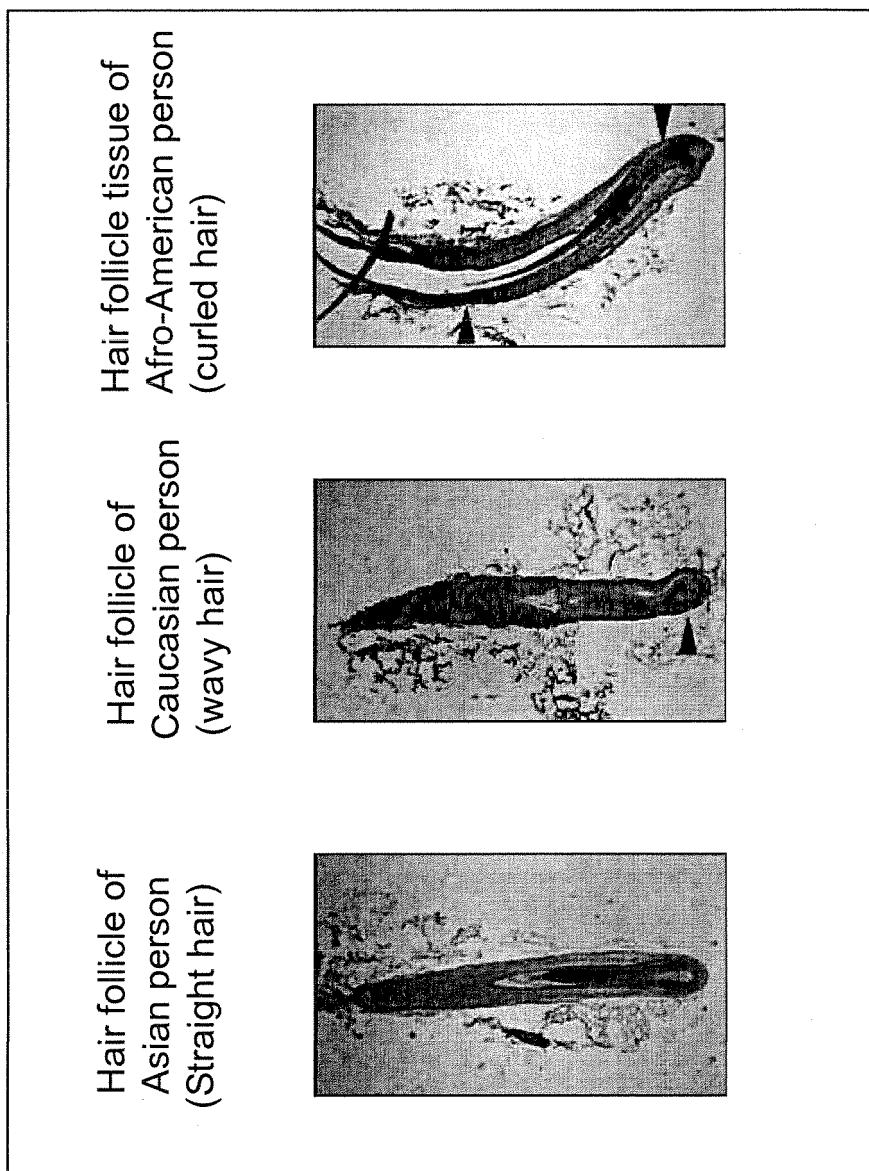 Hair follicle of
Asian person
(Straight hair)
Hair follicle of
Caucasian person
(wavy hair)
Hair follicle tissue of
Afro-American person
(curled hair)